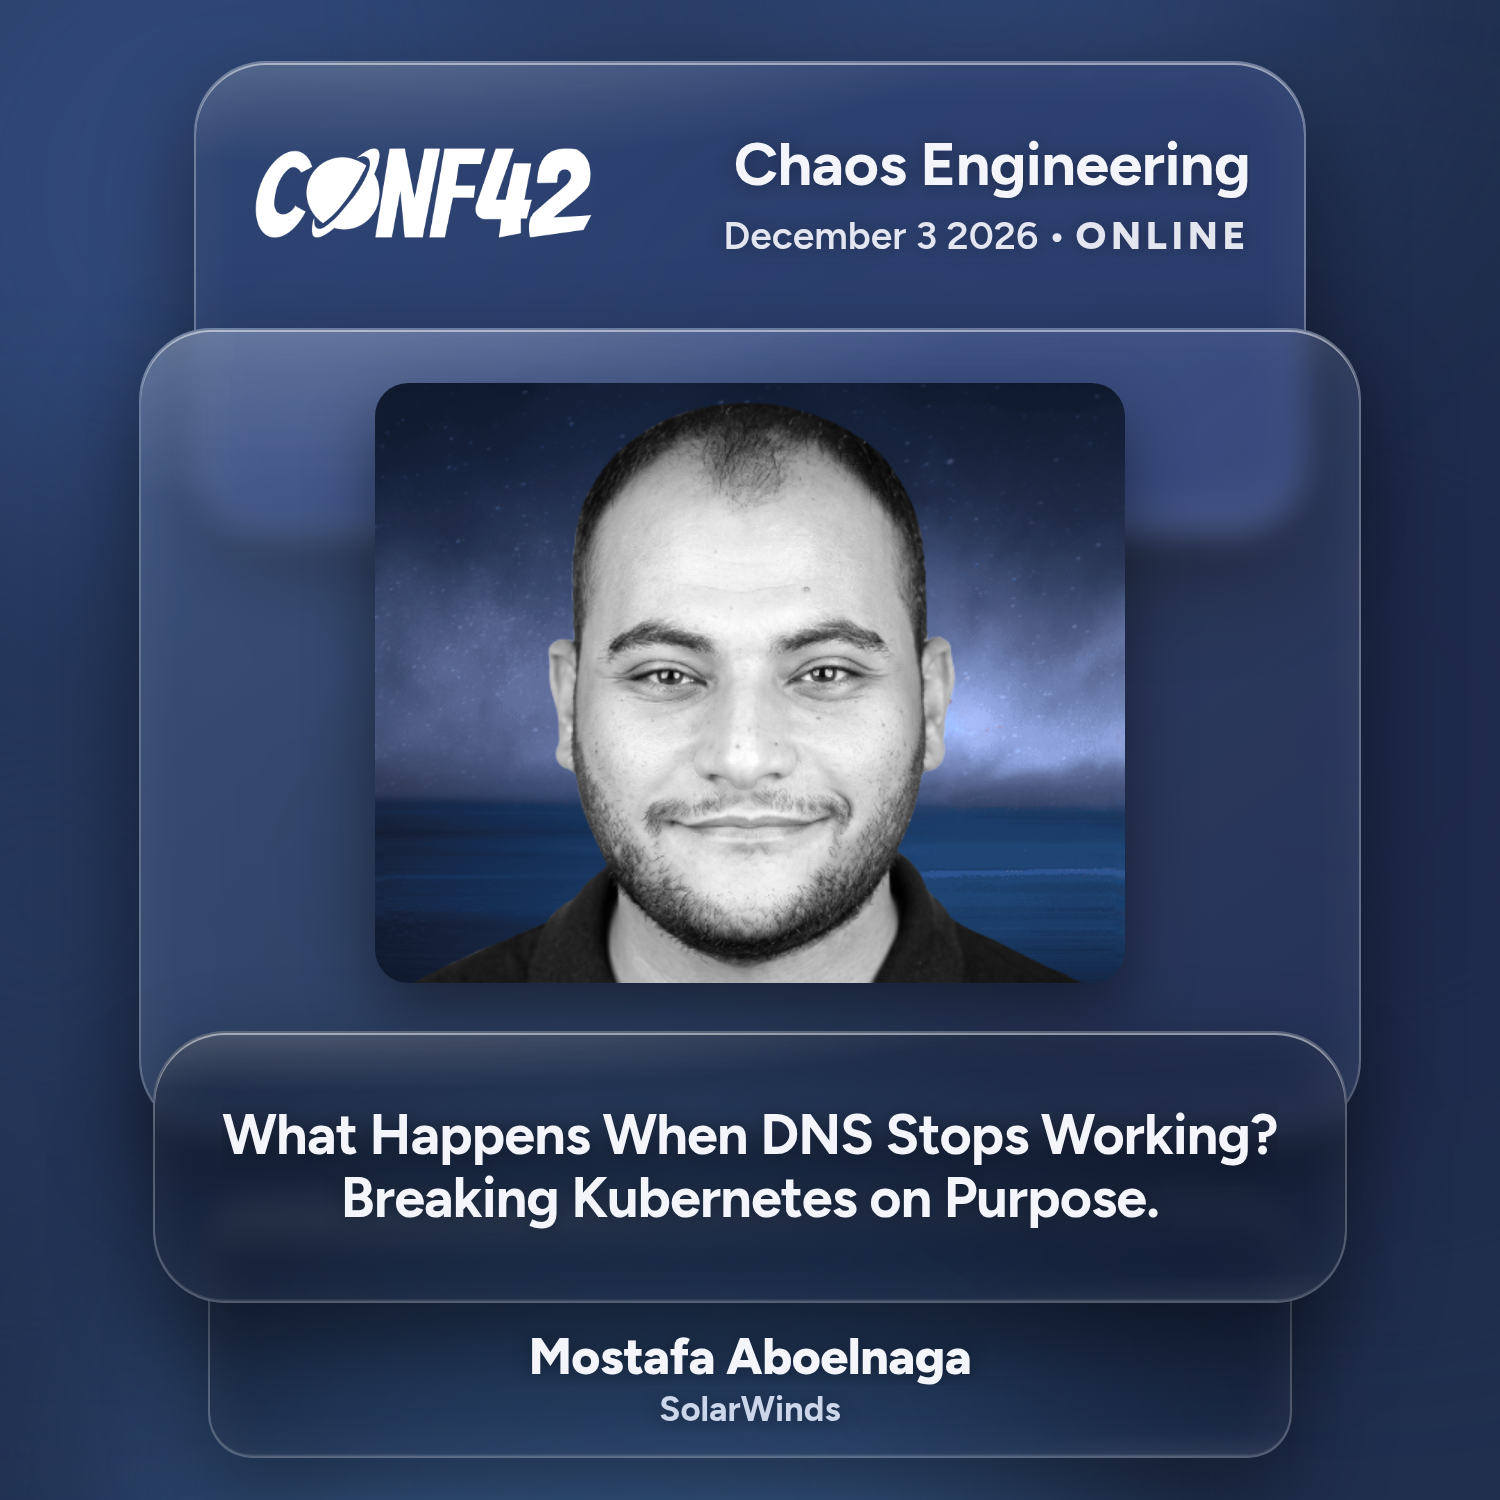 CONF42
Chaos Engineering
December 3 2026 • ONLINE
What Happens When DNS Stops Working?
Breaking Kubernetes on Purpose.
Mostafa Aboelnaga
SolarWinds